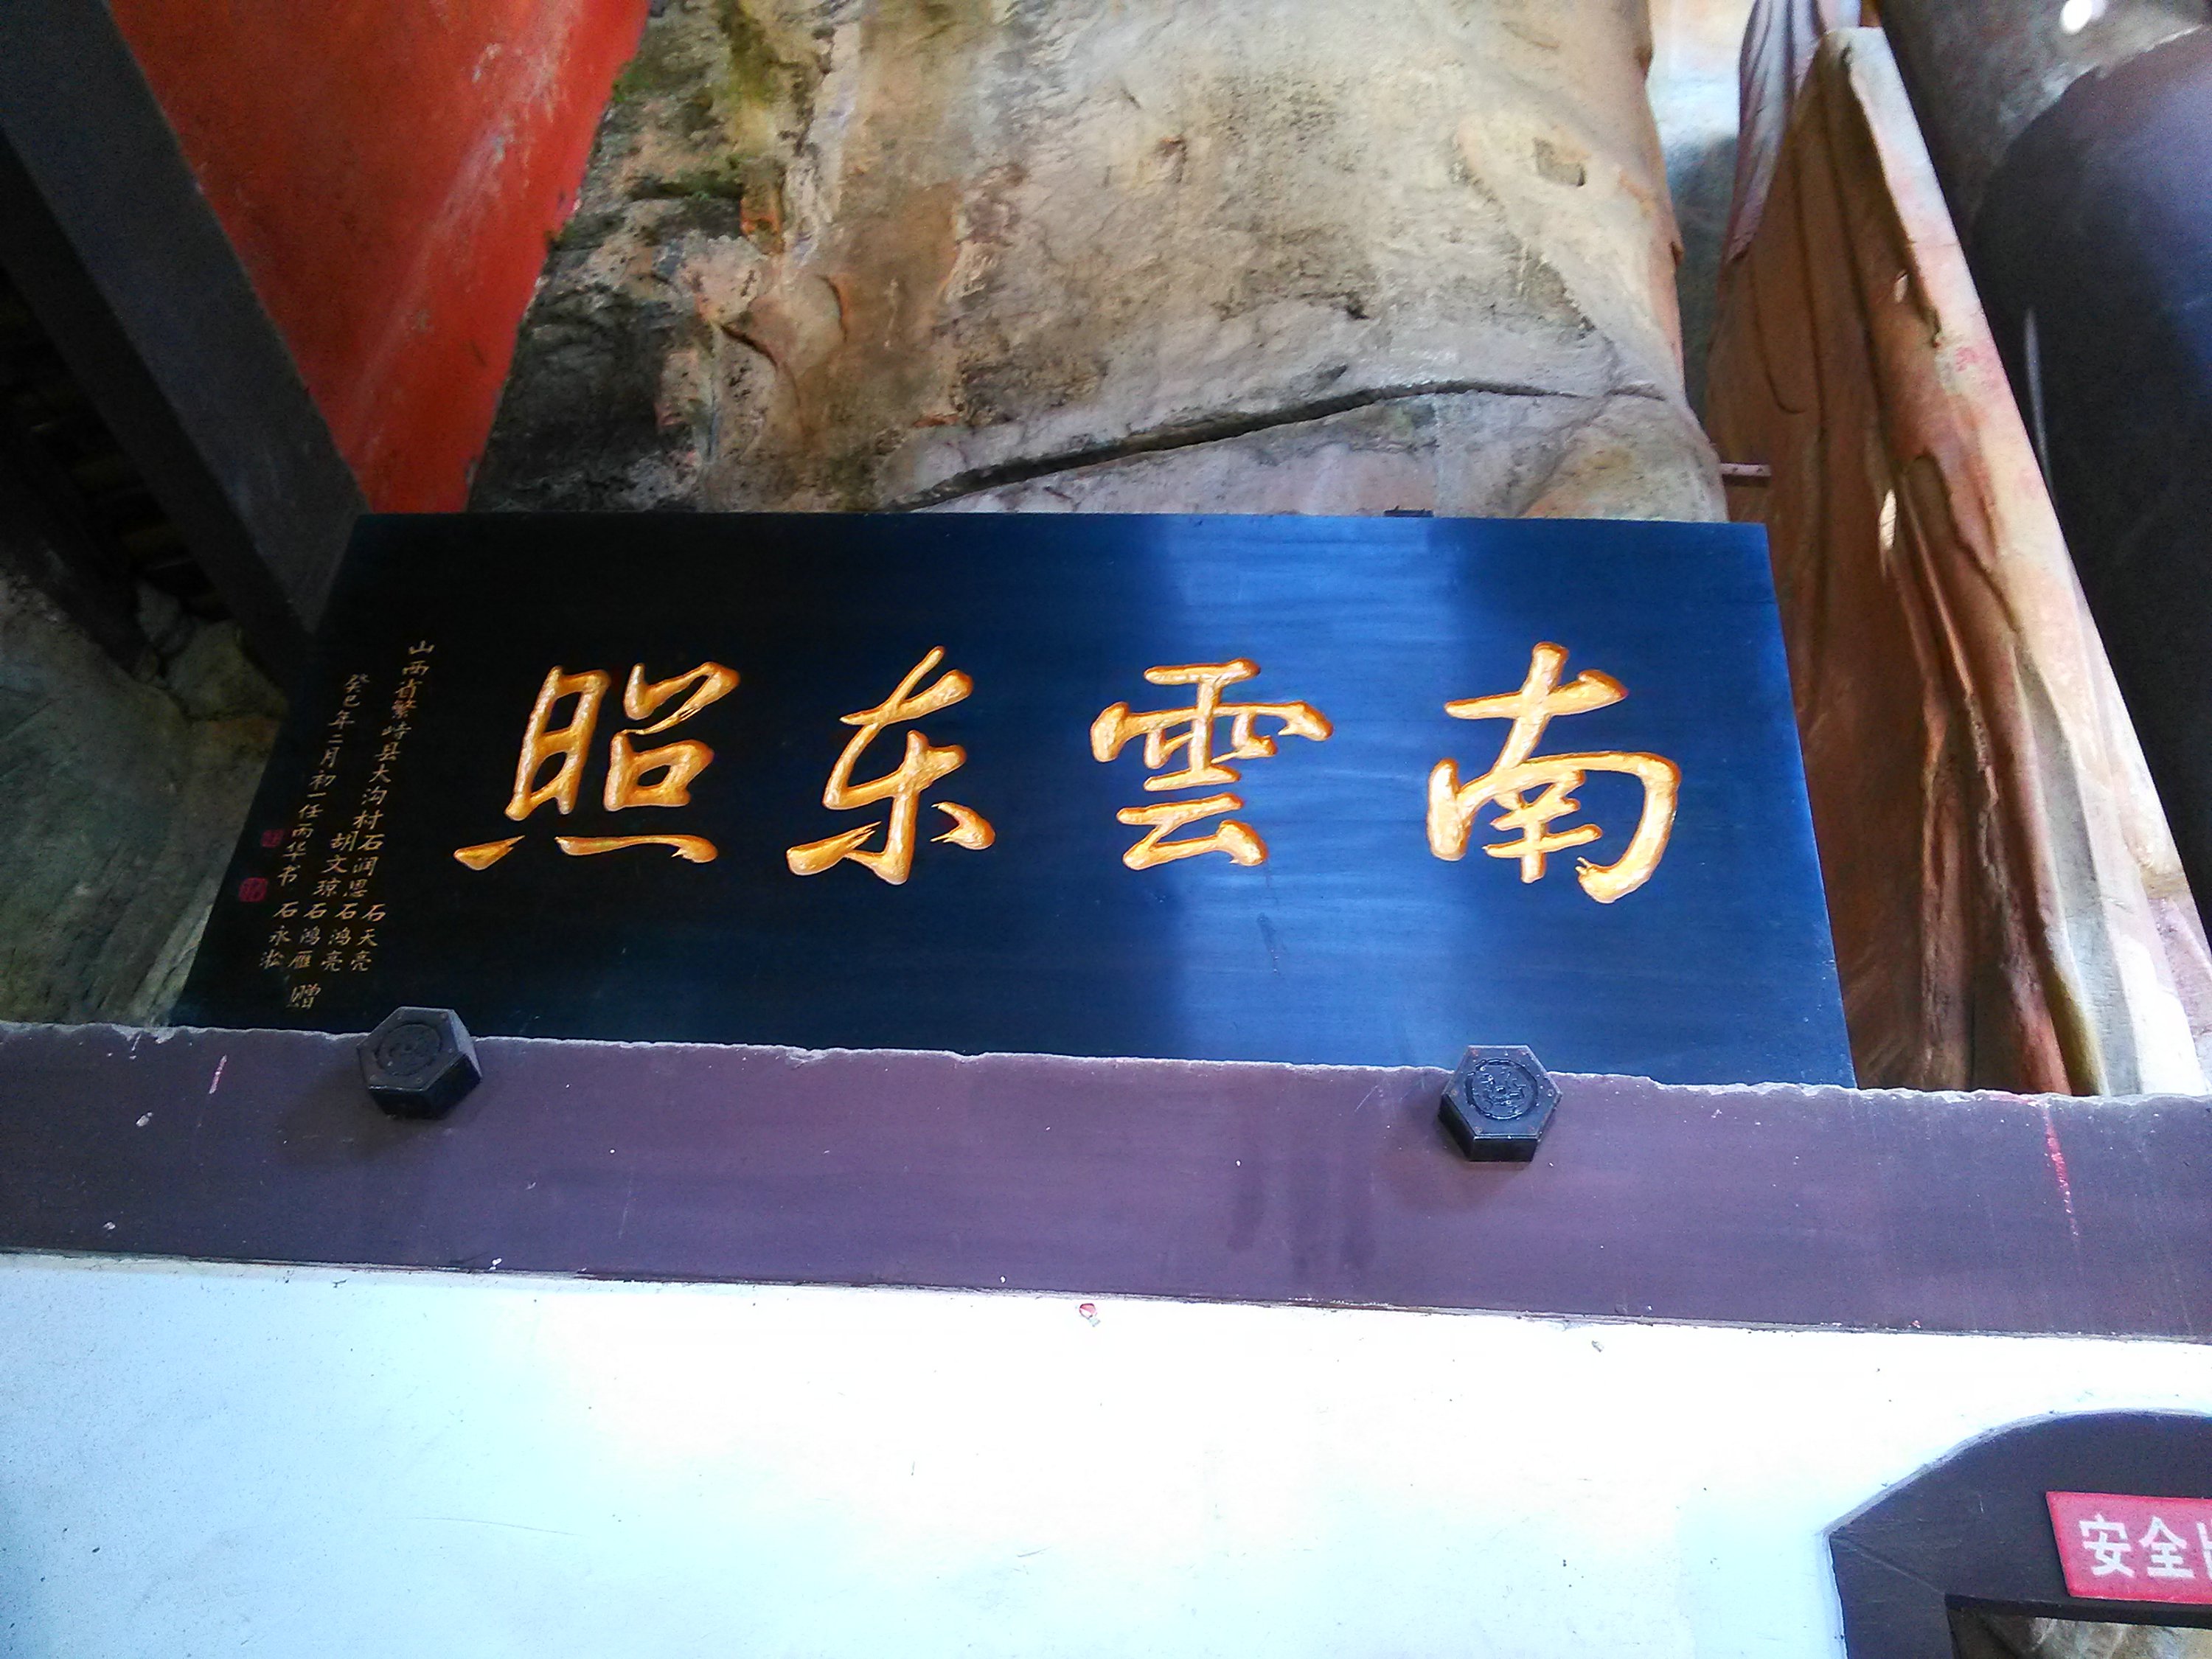 南雲东照
山西省繁峙县大沟村石润恩 石天亮
胡文琼 石鸿亮
石鸿雁
癸巳年二月初一任雨华书 石永淞
赠
安全